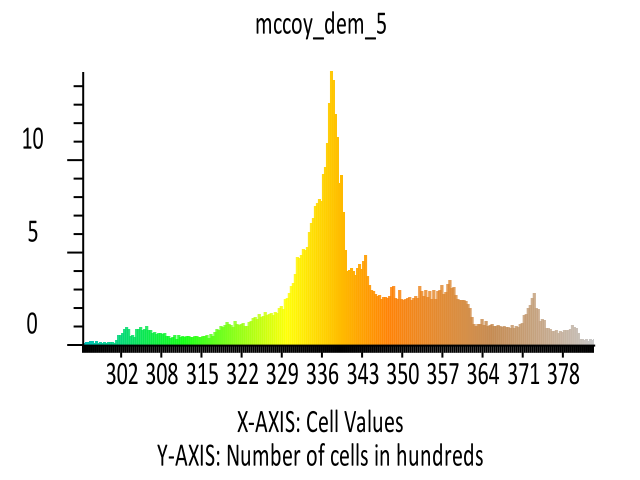 mccoy_dem_5
10
5
0
302 308 315 322 329 336 343 350 357 364 371 378
X-AXIS: Cell Values
Y-AXIS: Number of cells in hundreds